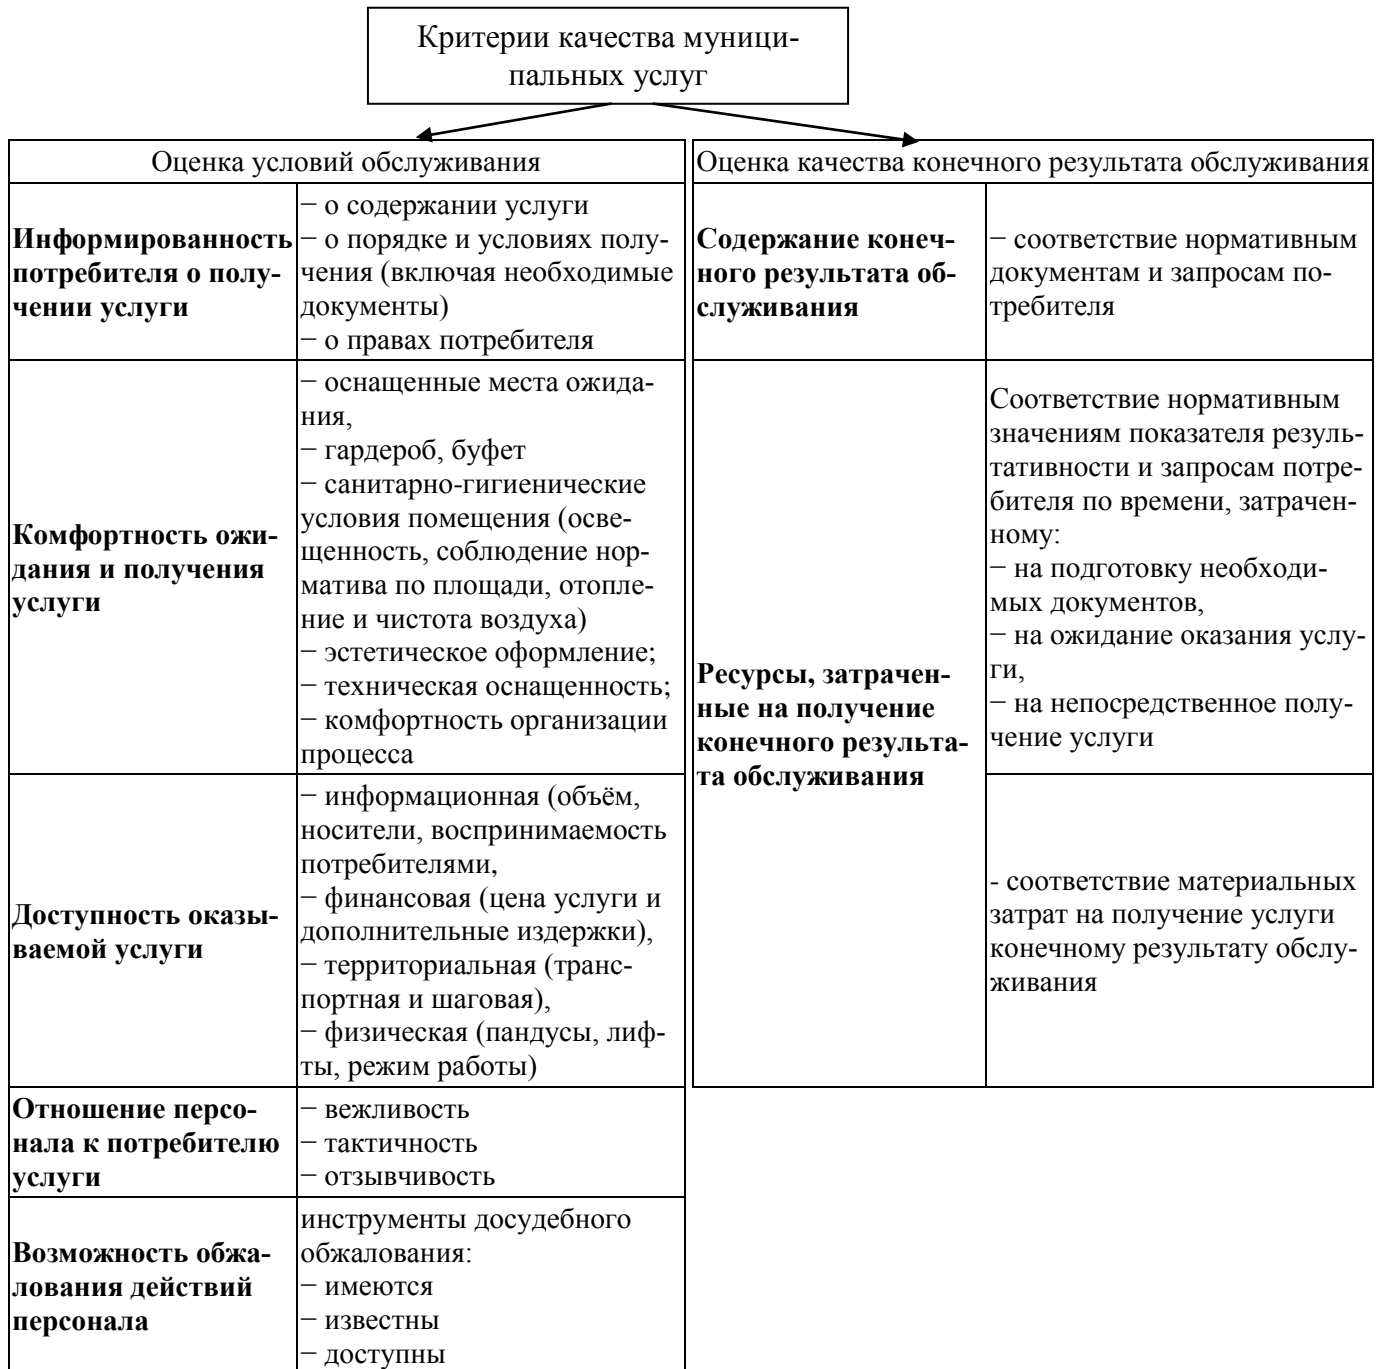 Критерии качества муници-
пальных услуг
Оценка условий обслуживания
Информированность
потребителя о полу-
чении услуги
− о содержании услуги
− о порядке и условиях полу-
чения (включая необходимые
документы)
− о правах потребителя
Комфортность ожи-
дания и получения
услуги
− оснащенные места ожида-
ния,
− гардероб, буфет
− санитарно-гигиенические
условия помещения (осве-
щенность, соблюдение нор-
матива по площади, отопле-
ние и чистота воздуха)
− эстетическое оформление;
− техническая оснащенность;
− комфортность организации
процесса
Доступность оказы-
ваемой услуги
− информационная (объём,
носители, воспринимаемость
потребителями,
− финансовая (цена услуги и
дополнительные издержки),
− территориальная (транс-
портная и шаговая),
− физическая (пандусы, лиф-
ты, режим работы)
Отношение персо-
нала к потребителю
услуги
− вежливость
− тактичность
− отзывчивость
Возможность обжа-
лования действий
персонала
инструменты досудебного
обжалования:
− имеются
− известны
− доступны
Оценка качества конечного результата обслуживания
Содержание конеч-
ного результата об-
служивания
− соответствие нормативным
документам и запросам по-
требителя
Ресурсы, затрачен-
ные на получение
конечного результа-
та обслуживания
Соответствие нормативным
значениям показателя резуль-
тативности и запросам потре-
бителя по времени, затрачен-
ному:
− на подготовку необходи-
мых документов,
− на ожидание оказания услу-
ги,
− на непосредственное полу-
чение услуги
- соответствие материальных
затрат на получение услуги
конечному результату обслу-
живания